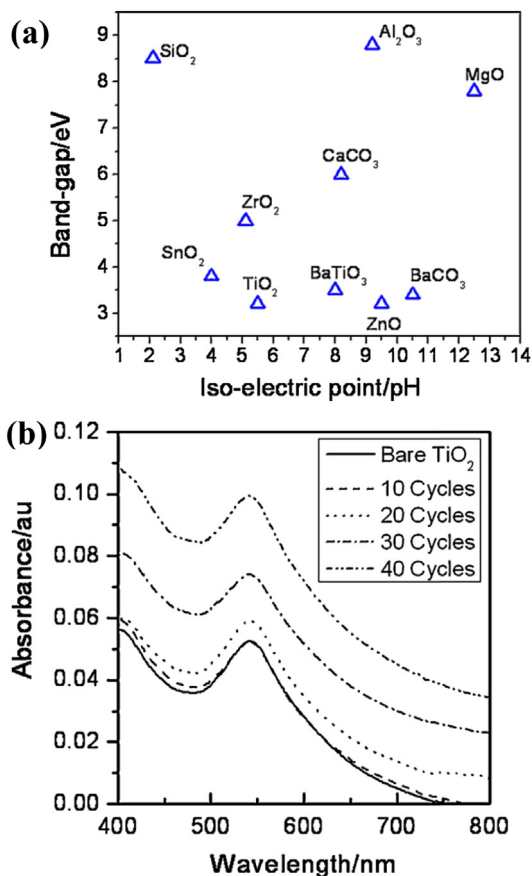 (a)
9
8
7
6
5
4
3
Band-gap/eV
SiO2
Al2O3
MgO
CaCO3
ZrO2
SnO2
TiO2
BaTiO3
BaCO3
ZnO
1 2 3 4 5 6 7 8 9 10 11 12 13 14
Iso-electric point/pH
(b)
0.12
0.10
0.08
0.06
0.04
0.02
0.00
Absorbance/au
Bare TiO2
10 Cycles
20 Cycles
30 Cycles
40 Cycles
400 500 600 700 800
Wavelength/nm